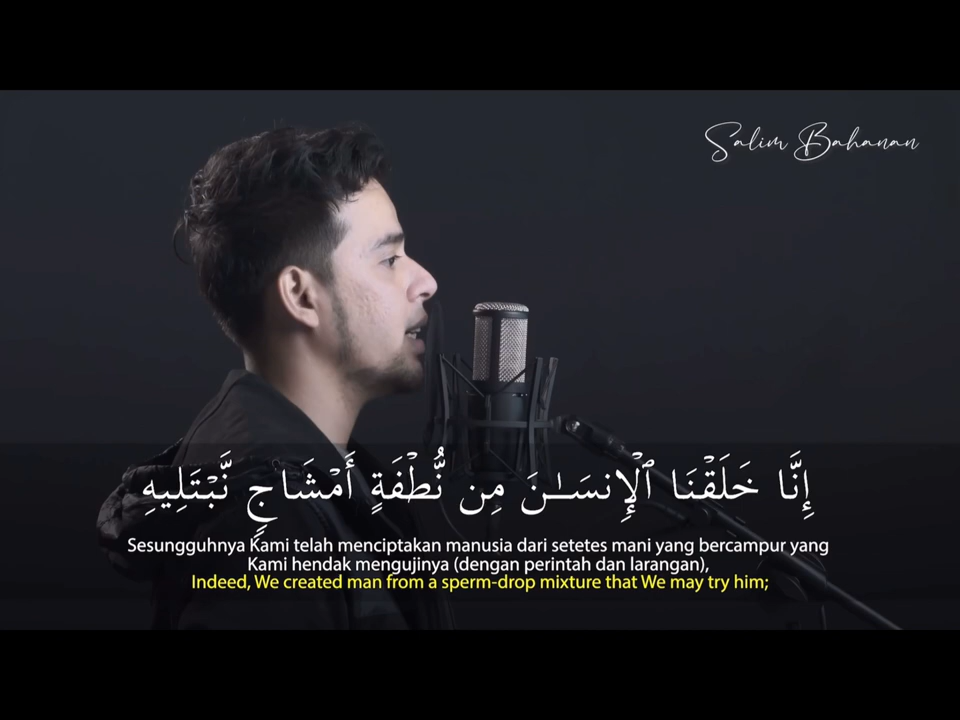 Salim Bahanan
إِنَّا خَلَقْنَا ٱلْإِنسَـٰنَ مِن نُّطْفَةٍ أَمْشَاجٍ نَّبْتَلِيهِ
Sesungguhnya Kami telah menciptakan manusia dari setetes mani yang bercampur yang
Kami hendak mengujinya (dengan perintah dan larangan),
Indeed, We created man from a sperm-drop mixture that We may try him;